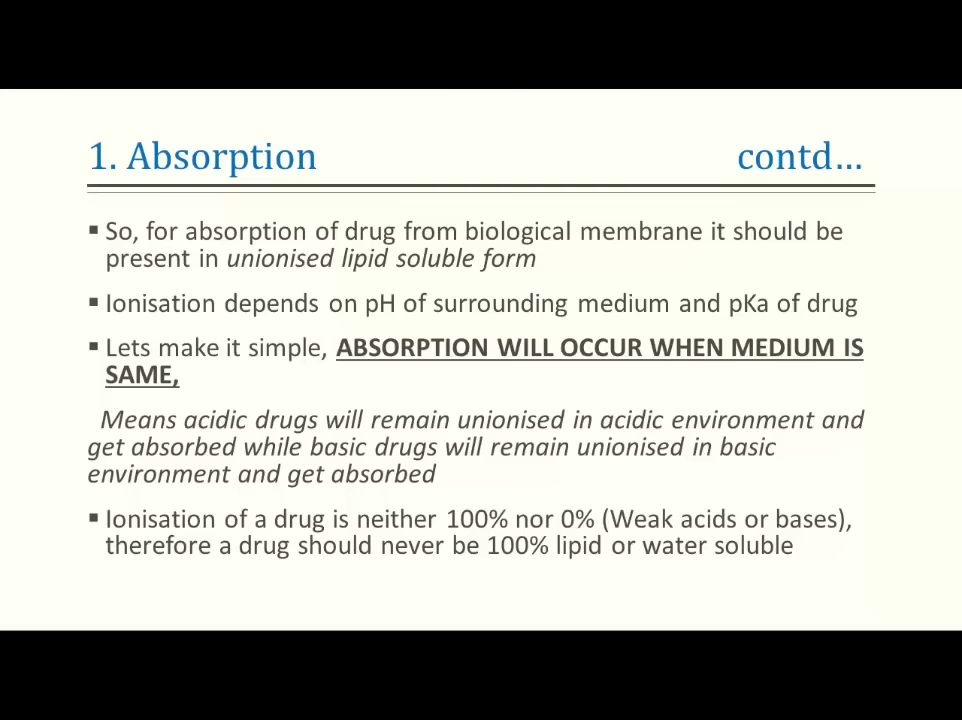 1. Absorption contd...
▪ So, for absorption of drug from biological membrane it should be
present in unionised lipid soluble form
▪ Ionisation depends on pH of surrounding medium and pKa of drug
▪ Lets make it simple, ABSORPTION WILL OCCUR WHEN MEDIUM IS
SAME,
Means acidic drugs will remain unionised in acidic environment and
get absorbed while basic drugs will remain unionised in basic
environment and get absorbed
▪ Ionisation of a drug is neither 100% nor 0% (Weak acids or bases),
therefore a drug should never be 100% lipid or water soluble